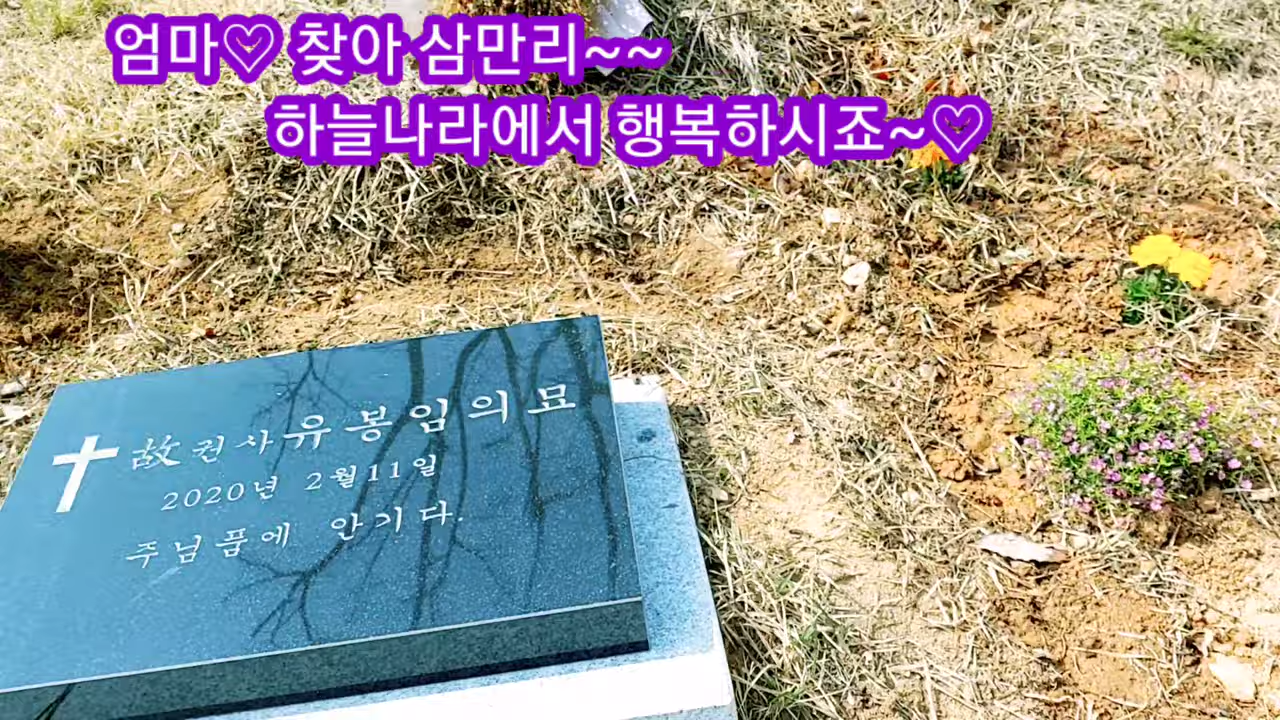 엄마♡ 찾아 삼만리~~
하늘나라에서 행복하시죠~♡
故권사유봉임의묘
2020년 2월11일
주님품에 안기다.